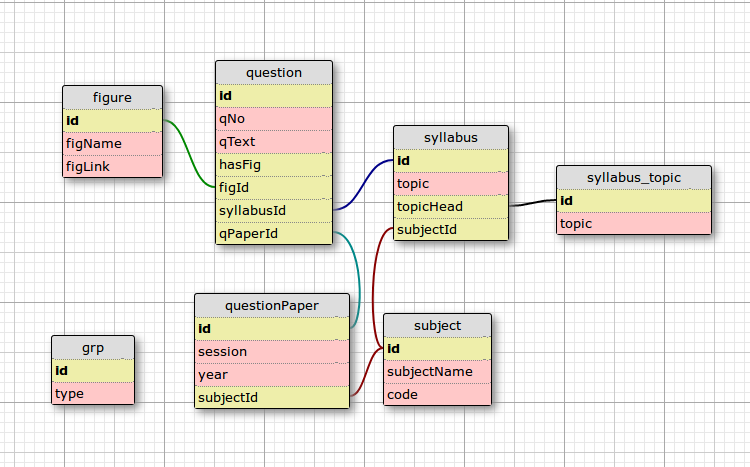 figure
id
figName
figLink
question
id
qNo
qText
hasFig
figId
syllabusId
qPaperId
syllabus
id
topic
topicHead
subjectId
syllabus_topic
id
topic
grp
id
type
questionPaper
id
session
year
subjectId
subject
id
subjectName
code